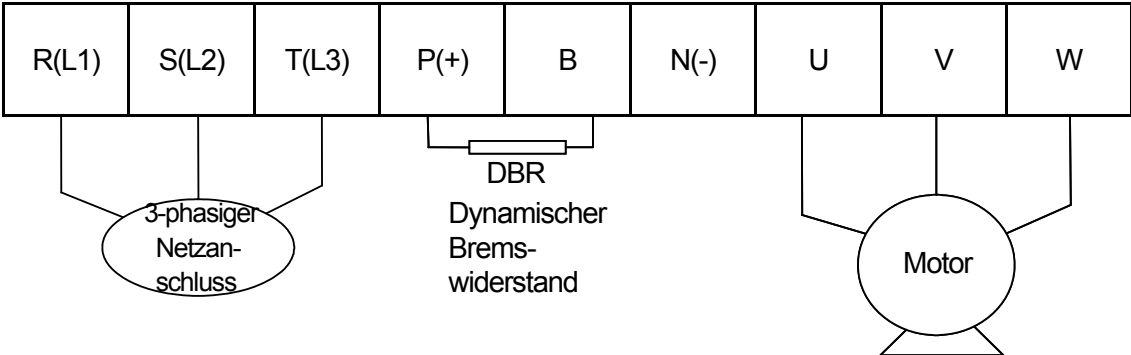 R(L1) S(L2) T(L3) P(+) B N(-) U V W
DBR
3-phasiger
Netzan-
schluss
Dynamischer
Brems-
widerstand
Motor